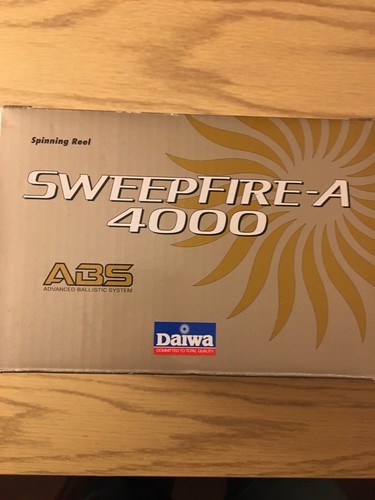 Spinning Reel
SWEEPFIRE-A
4000
ABS
ADVANCED BALLISTIC SYSTEM
Daiwa
COMMITTED TO TOTAL QUALITY